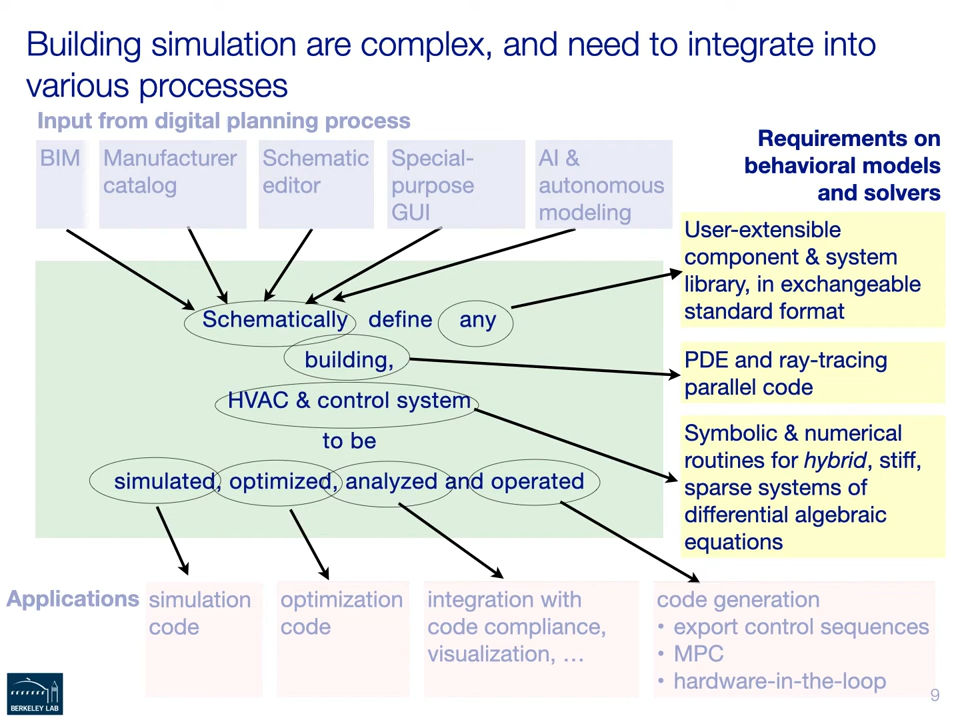 Building simulation are complex, and need to integrate into
various processes
Input from digital planning process
BIM
Manufacturer
catalog
Schematic
editor
Special-
purpose
GUI
AI &
autonomous
modeling
Requirements on
behavioral models
and solvers
User-extensible
component & system
library, in exchangeable
standard format
PDE and ray-tracing
parallel code
Symbolic & numerical
routines for hybrid, stiff,
sparse systems of
differential algebraic
equations
Schematically define any
building,
HVAC & control system
to be
simulated, optimized, analyzed and operated
Applications
simulation
code
optimization
code
integration with
code compliance,
visualization, …
code generation
• export control sequences
• MPC
• hardware-in-the-loop
BERKELEY LAB
9